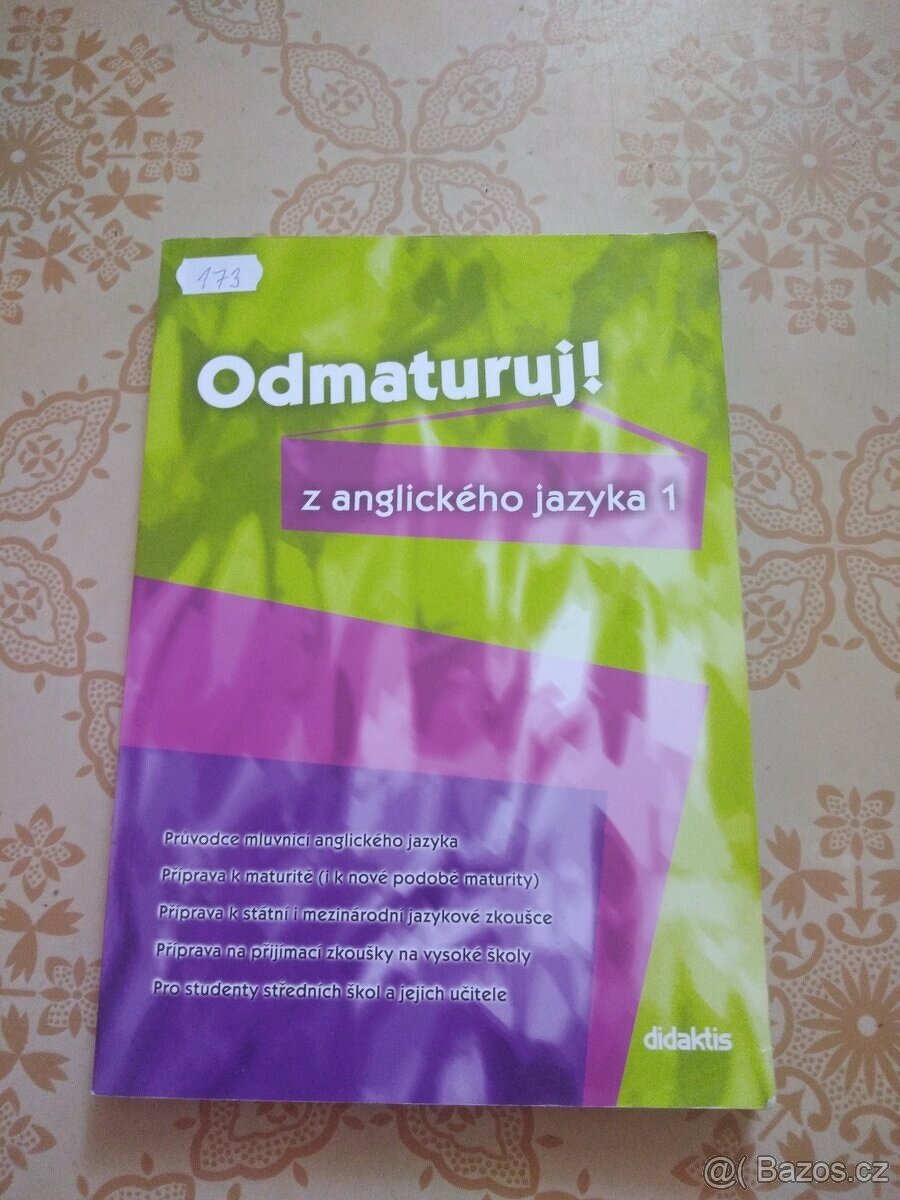 173
Odmaturuj!
z anglického jazyka 1
Průvodce mluvnicí anglického jazyka
Příprava k maturitě (i k nové podobě maturity)
Příprava k státní i mezinárodní jazykové zkoušce
Příprava na přijímací zkoušky na vysoké školy
Pro studenty středních škol a jejich učitele
didaktis
@( Bazos.cz